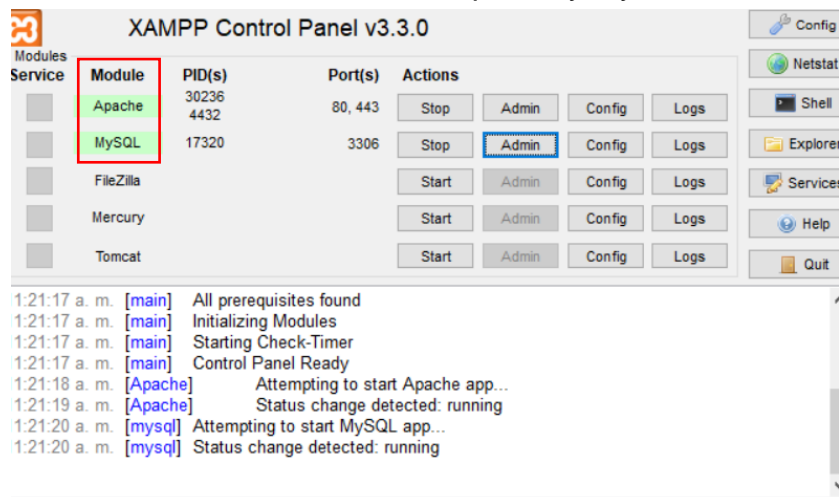 XAMPP Control Panel v3.3.0
Config
Modules
Service Module PID(s) Port(s) Actions
Netstat
Apache 30236 4432 80, 443 Stop Admin Config Logs
Shell
MySQL 17320 3306 Stop Admin Config Logs
Explorer
FileZilla Start Admin Config Logs
Services
Mercury Start Admin Config Logs
Help
Tomcat Start Admin Config Logs
Quit
1:21:17 a. m. [main] All prerequisites found
1:21:17 a. m. [main] Initializing Modules
1:21:17 a. m. [main] Starting Check-Timer
1:21:17 a. m. [main] Control Panel Ready
1:21:18 a. m. [Apache] Attempting to start Apache app...
1:21:19 a. m. [Apache] Status change detected: running
1:21:20 a. m. [mysql] Attempting to start MySQL app...
1:21:20 a. m. [mysql] Status change detected: running